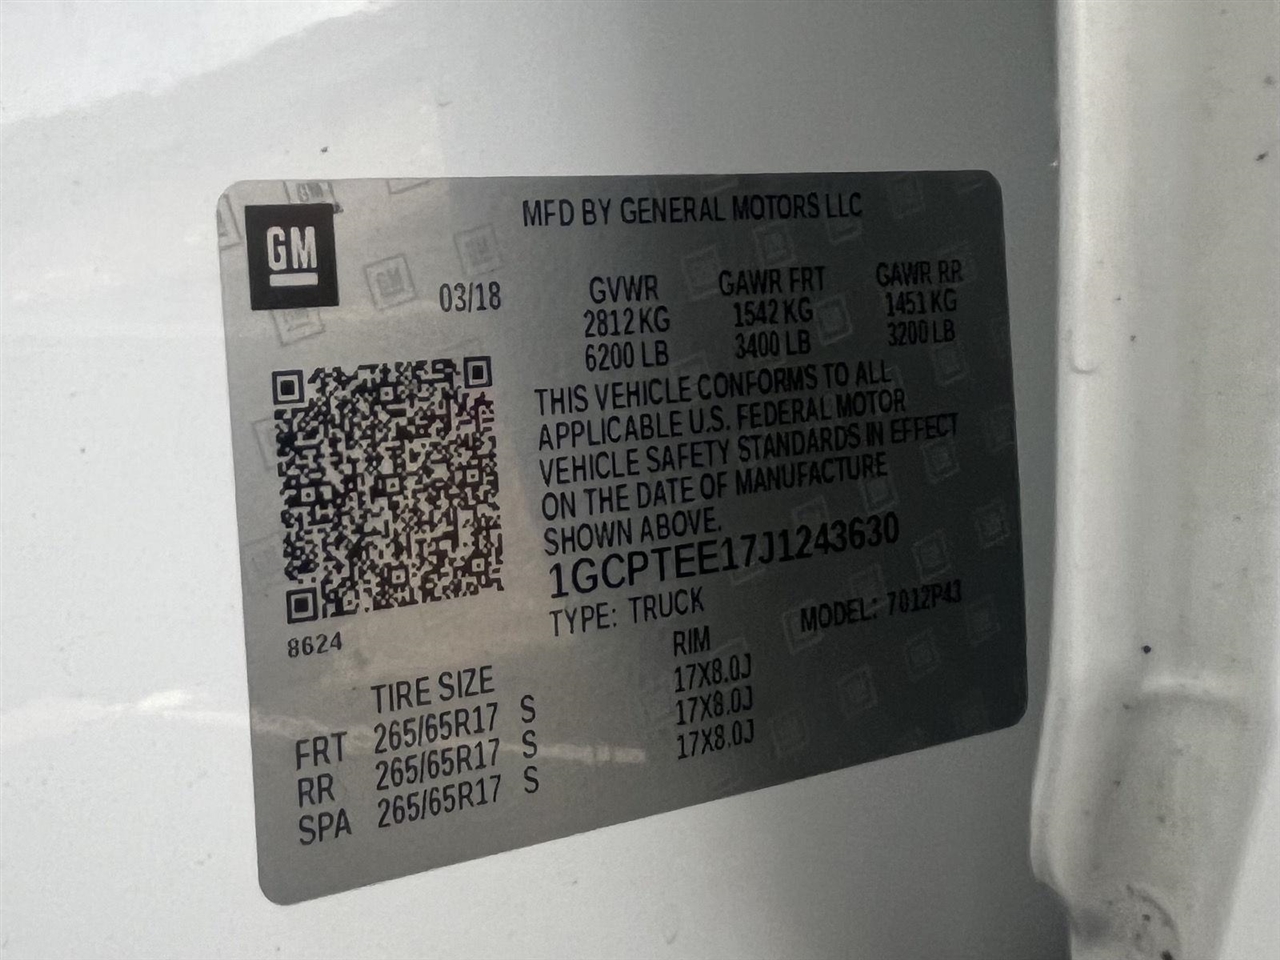 GM
MFD BY GENERAL MOTORS LLC
03/18
GVWR GAWR FRT GAWR RR
2812 KG 1542 KG 1451 KG
6200 LB 3400 LB 3200 LB
THIS VEHICLE CONFORMS TO ALL
APPLICABLE U.S. FEDERAL MOTOR
VEHICLE SAFETY STANDARDS IN EFFECT
ON THE DATE OF MANUFACTURE
SHOWN ABOVE.
1GCPTEE17J1243630
TYPE: TRUCK MODEL: 7012P43
8624
TIRE SIZE RIM
FRT 265/65R17 S 17X8.0J
RR 265/65R17 S 17X8.0J
SPA 265/65R17 S 17X8.0J